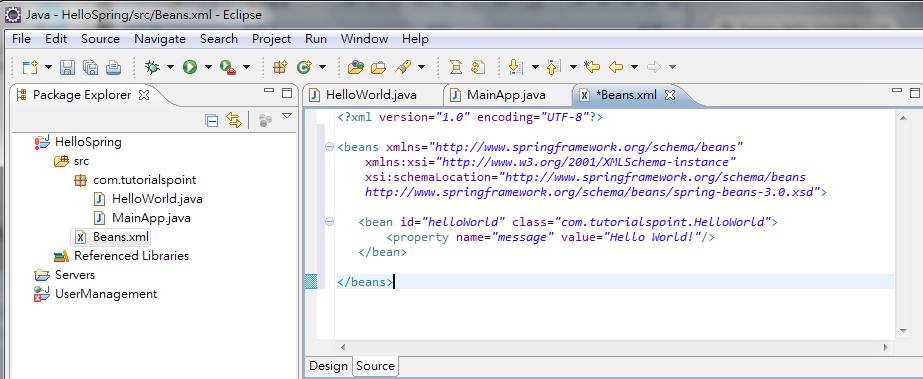 Java - HelloSpring/src/Beans.xml - Eclipse
File Edit Source Navigate Search Project Run Window Help
Package Explorer
HelloSpring
src
com.tutorialspoint
HelloWorld.java
MainApp.java
Beans.xml
Referenced Libraries
Servers
UserManagement
HelloWorld.java MainApp.java *Beans.xml
<?xml version="1.0" encoding="UTF-8"?>
<beans xmlns="http://www.springframework.org/schema/beans"
xmlns:xsi="http://www.w3.org/2001/XMLSchema-instance"
xsi:schemaLocation="http://www.springframework.org/schema/beans
http://www.springframework.org/schema/beans/spring-beans-3.0.xsd">
<bean id="helloWorld" class="com.tutorialspoint.HelloWorld">
<property name="message" value="Hello World!"/>
</bean>
</beans>
Design Source